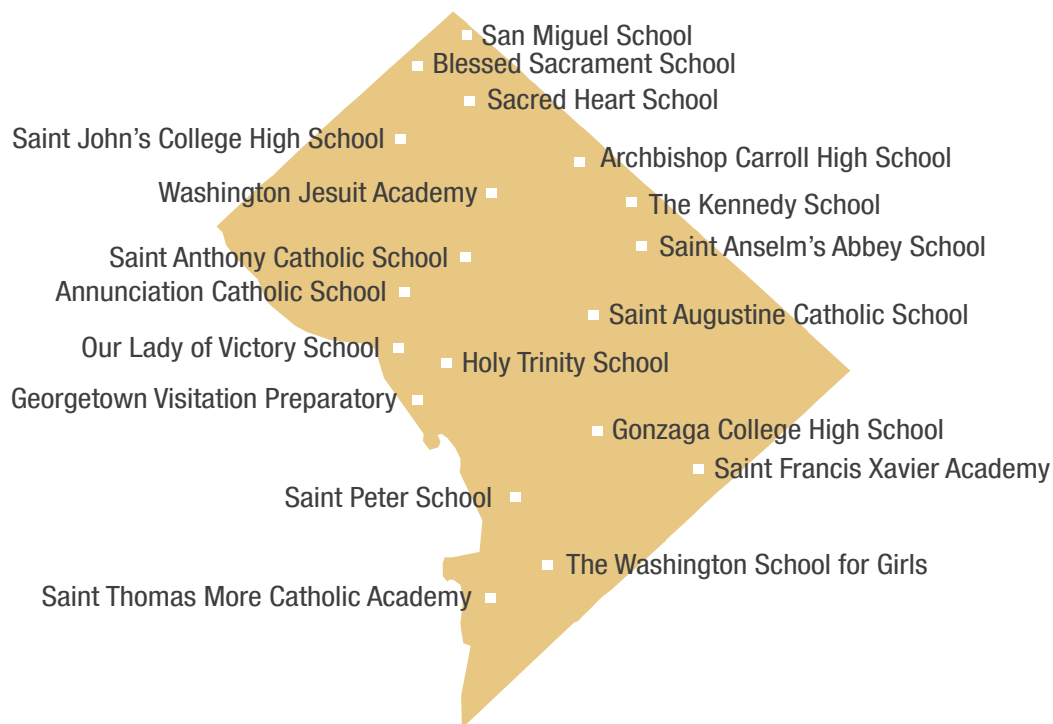 San Miguel School
Blessed Sacrament School
Sacred Heart School
Saint John’s College High School
Archbishop Carroll High School
Washington Jesuit Academy
The Kennedy School
Saint Anselm’s Abbey School
Saint Anthony Catholic School
Annunciation Catholic School
Saint Augustine Catholic School
Our Lady of Victory School
Holy Trinity School
Georgetown Visitation Preparatory
Gonzaga College High School
Saint Francis Xavier Academy
Saint Peter School
The Washington School for Girls
Saint Thomas More Catholic Academy